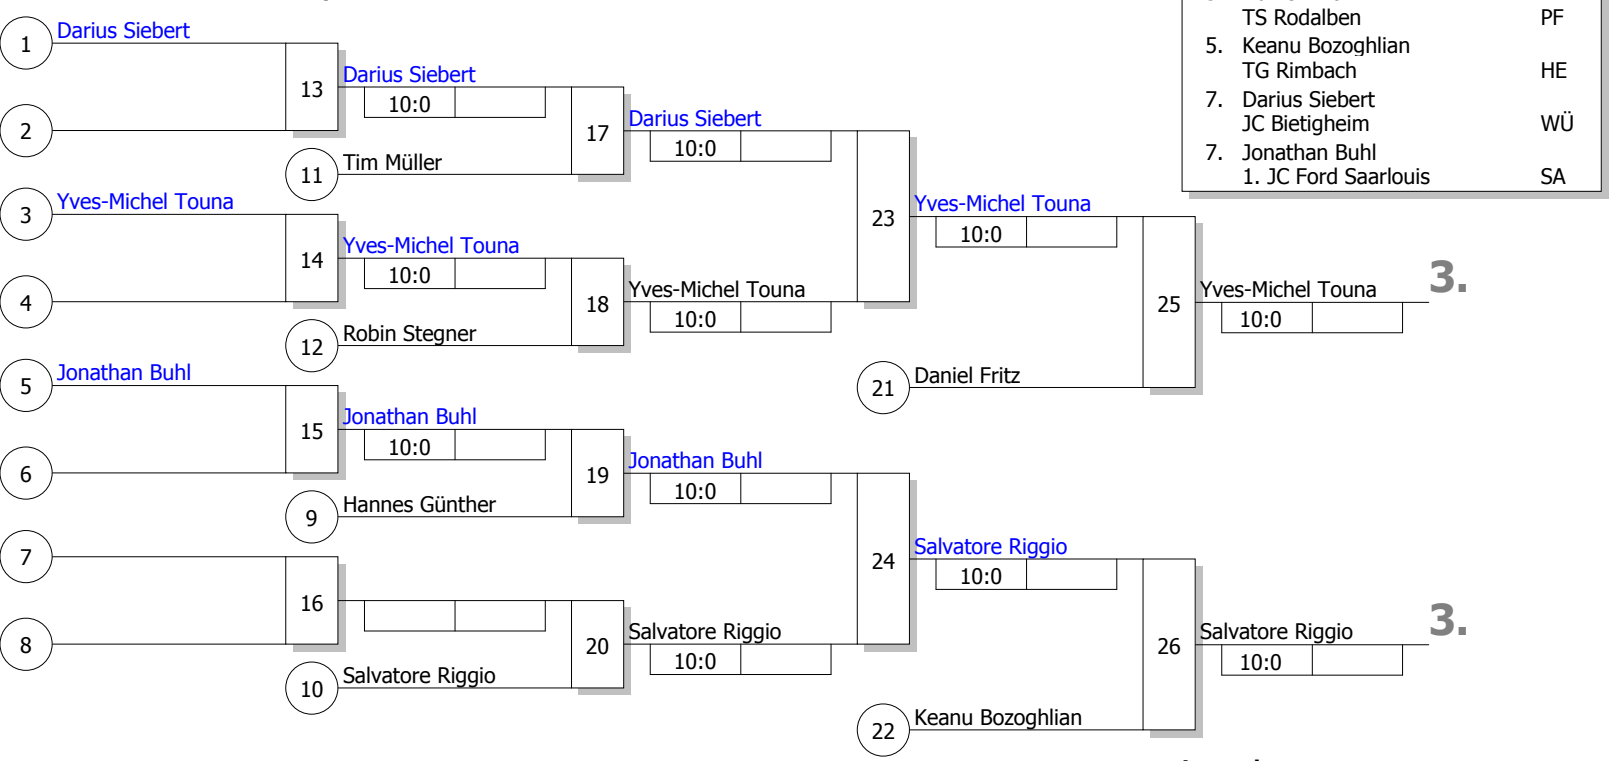 TS Rodalben PF
5. Keanu Bozoghlian
TG Rimbach HE
7. Darius Siebert
JC Bietigheim WÜ
7. Jonathan Buhl
1. JC Ford Saarlouis SA
1 Darius Siebert
13 Darius Siebert
10:0
2
17 Darius Siebert
10:0
11 Tim Müller
3 Yves-Michel Touna
23 Yves-Michel Touna
10:0
14 Yves-Michel Touna
10:0
4
18 Yves-Michel Touna
10:0
12 Robin Stegner
25 Yves-Michel Touna 3.
10:0
5 Jonathan Buhl
21 Daniel Fritz
15 Jonathan Buhl
10:0
6
19 Jonathan Buhl
10:0
9 Hannes Günther
7
24 Salvatore Riggio
10:0
16
8
20 Salvatore Riggio
10:0
10 Salvatore Riggio
26 Salvatore Riggio 3.
10:0
22 Keanu Bozoghlian